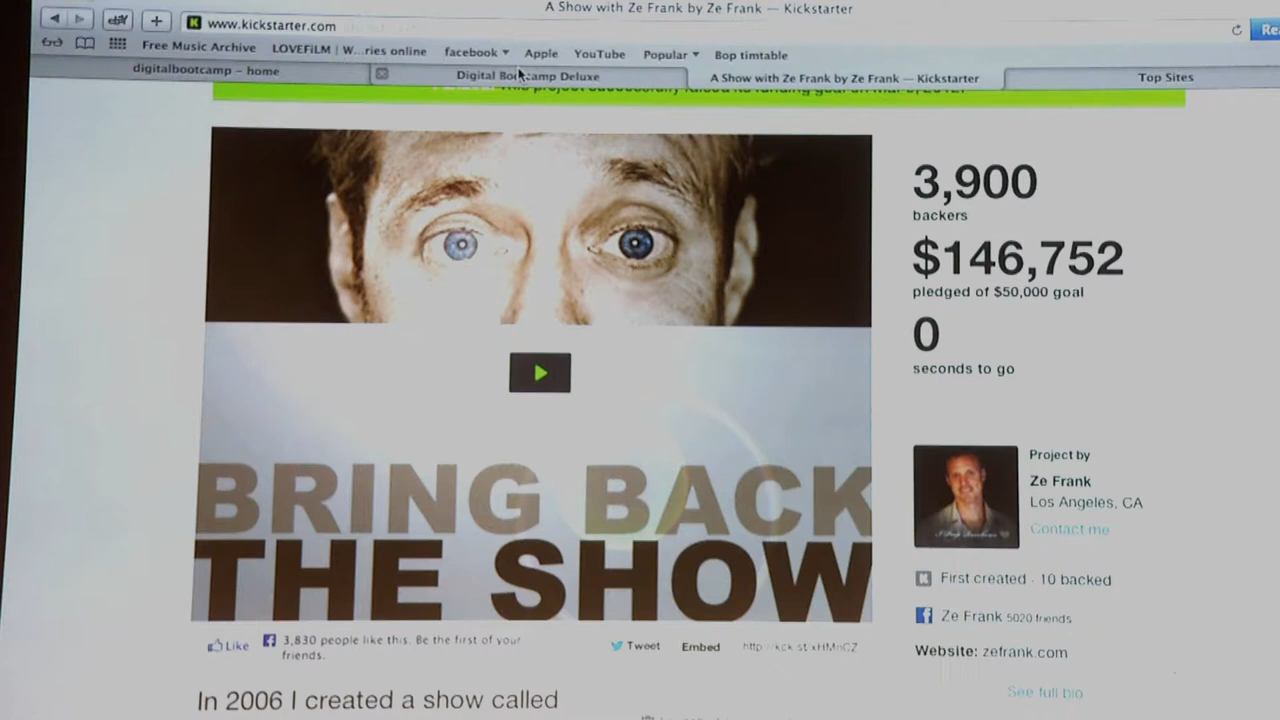 A Show with Ze Frank by Ze Frank — Kickstarter
www.kickstarter.com
Free Music Archive LOVEFiLM | W...ries online facebook Apple YouTube Popular Bop timtable
digitalbootcamp – home Digital Bootcamp Deluxe A Show with Ze Frank by Ze Frank — Kickstarter Top Sites
3,900
backers
$146,752
pledged of $50,000 goal
0
seconds to go
BRING BACK
THE SHOW
Project by
Ze Frank
Los Angeles, CA
Contact me
First created · 10 backed
Ze Frank 5020 friends
Website: zefrank.com
See full bio
Like 3,830 people like this. Be the first of your
friends.
Tweet Embed
In 2006 I created a show called